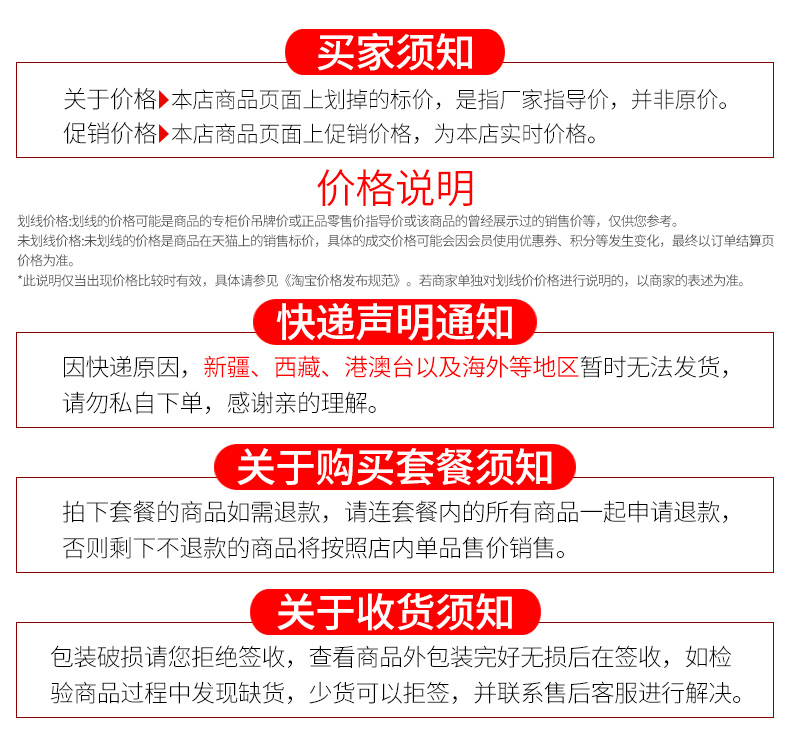 买家须知
关于价格▶本店商品页面上划掉的标价，是指厂家指导价，并非原价。
促销价格▶本店商品页面上促销价格，为本店实时价格。
价格说明
划线价格:划线的价格可能是商品的专柜价吊牌价或正品零售价指导价或该商品的曾经展示过的销售价等，仅供您参考。
未划线价格:未划线的价格是商品在天猫上的销售标价，具体的成交价格可能会因会员使用优惠券、积分等发生变化，最终以订单结算页
价格为准。
*此说明仅当出现价格比较时有效，具体请参见《淘宝价格发布规范》。若商家单独对划线价价格进行说明的，以商家的表述为准。
快递声明通知
因快递原因，新疆、西藏、港澳台以及海外等地区暂时无法发货，
请勿私自下单，感谢亲的理解。
关于购买套餐须知
拍下套餐的商品如需退款，请连套餐内的所有商品一起申请退款，
否则剩下不退款的商品将按照店内单品售价销售。
关于收货须知
包装破损请您拒绝签收，查看商品外包装完好无损后在签收，如检
验商品过程中发现缺货，少货可以拒签，并联系售后客服进行解决。